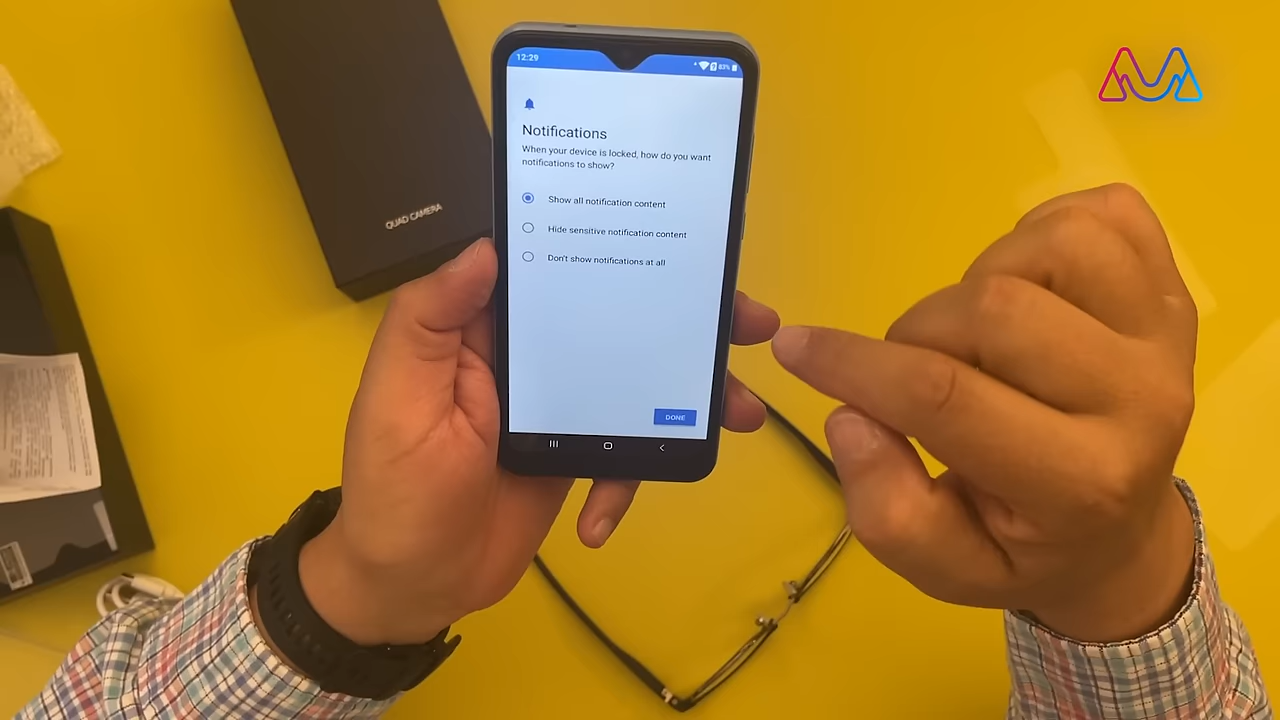 12:29
83%
Notifications
When your device is locked, how do you want
notifications to show?
Show all notification content
Hide sensitive notification content
Don't show notifications at all
DONE
QUAD CAMERA